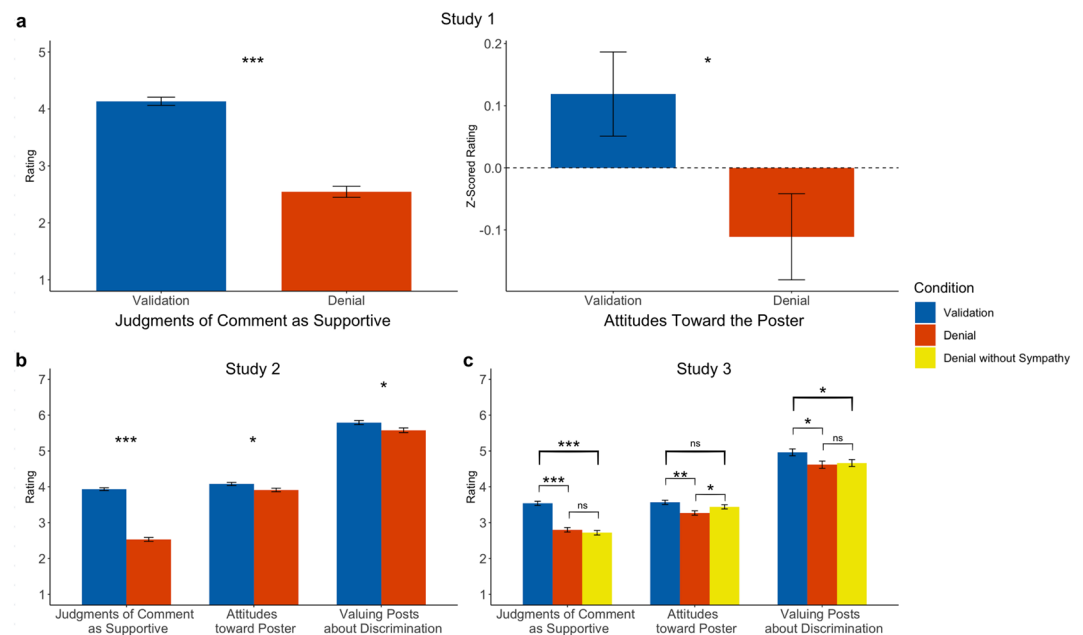 a
Study 1
Rating
5
4
3
2
1
***
Validation
Denial
Judgments of Comment as Supportive
Z-Scored Rating
0.2
0.1
0.0
-0.1
*
Validation
Denial
Attitudes Toward the Poster
Condition
Validation
Denial
Denial without Sympathy
b
Study 2
Rating
7
6
5
4
3
2
1
***
*
*
Judgments of Comment
as Supportive
Attitudes
toward Poster
Valuing Posts
about Discrimination
c
Study 3
Rating
7
6
5
4
3
2
1
***
***
ns
ns
**
*
*
*
ns
Judgments of Comment
as Supportive
Attitudes
toward Poster
Valuing Posts
about Discrimination